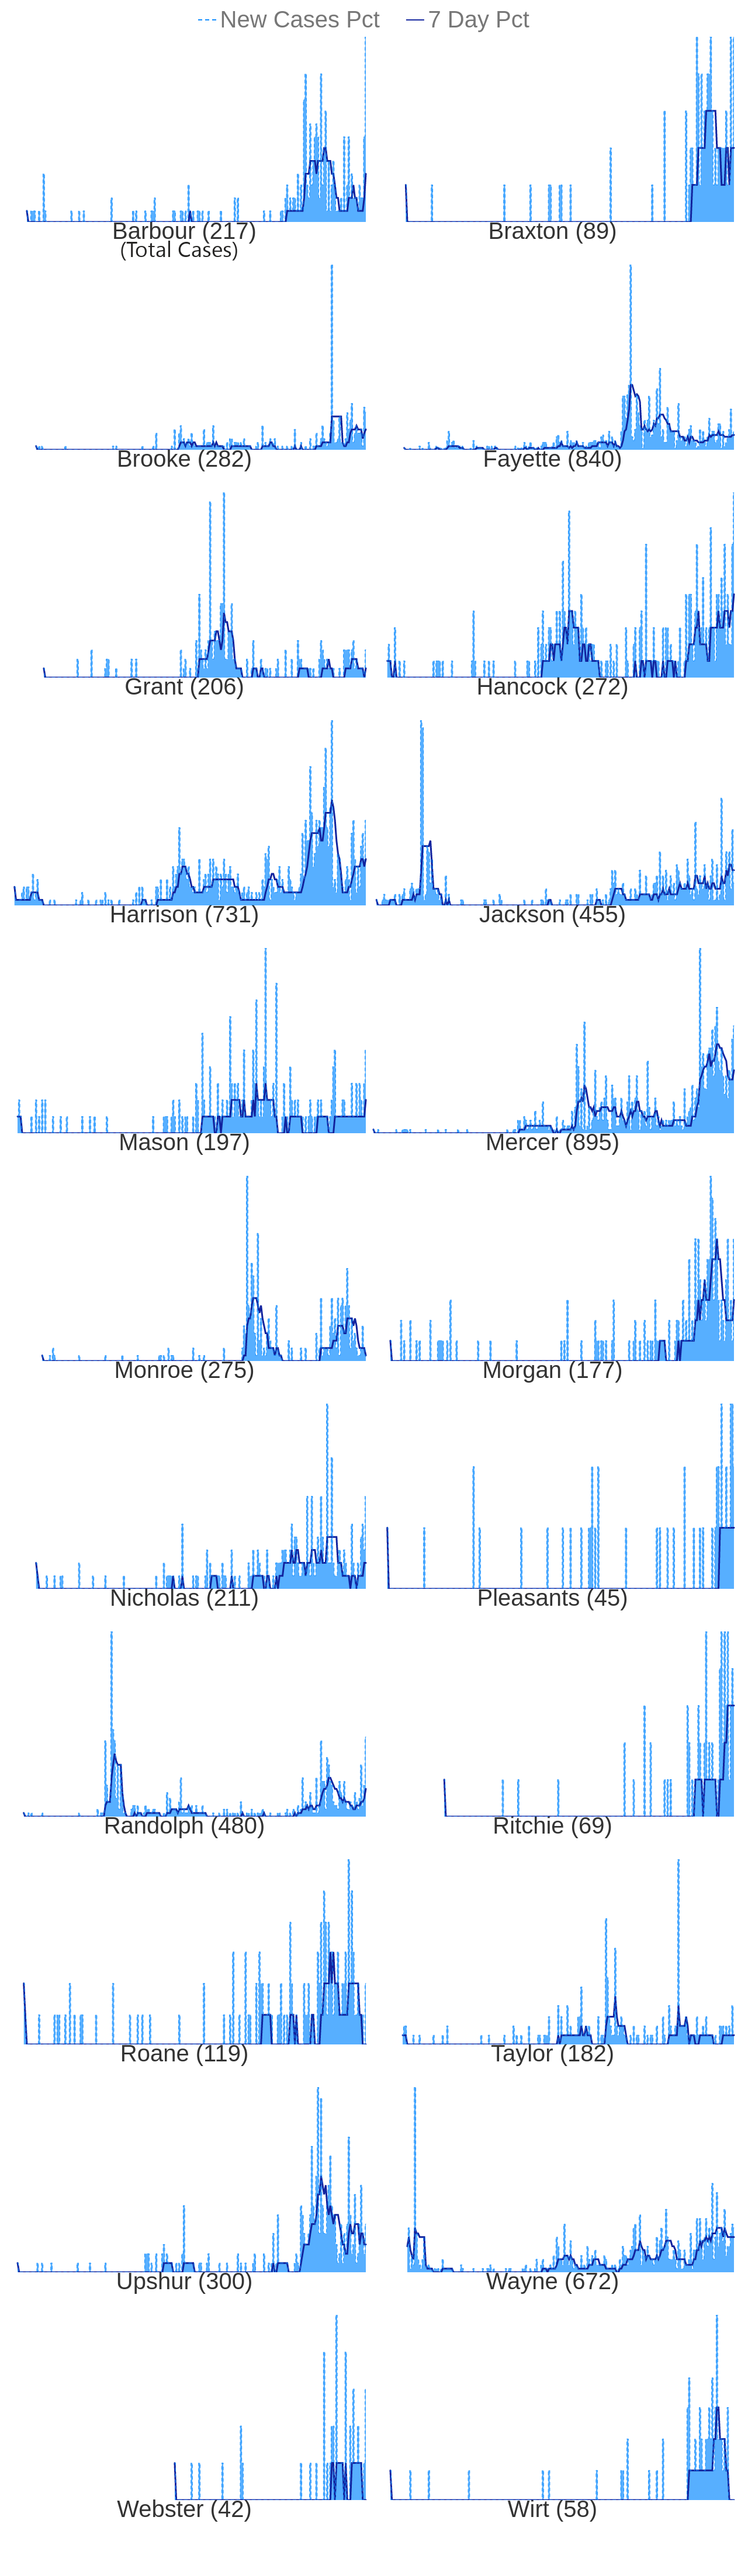 New Cases Pct 7 Day Pct
Barbour (217) Braxton (89)
(Total Cases)
Brooke (282) Fayette (840)
Grant (206) Hancock (272)
Harrison (731) Jackson (455)
Mason (197) Mercer (895)
Monroe (275) Morgan (177)
Nicholas (211) Pleasants (45)
Randolph (480) Ritchie (69)
Roane (119) Taylor (182)
Upshur (300) Wayne (672)
Webster (42) Wirt (58)